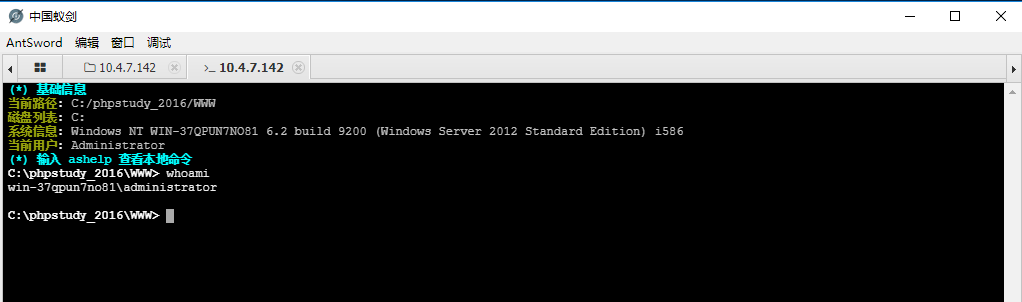 中国蚁剑
AntSword 编辑 窗口 调试
10.4.7.142 >_ 10.4.7.142
(*) 基础信息
当前路径: C:/phpstudy_2016/WWW
磁盘列表: C:
系统信息: Windows NT WIN-37QPUN7NO81 6.2 build 9200 (Windows Server 2012 Standard Edition) i586
当前用户: Administrator
(*) 输入 ashelp 查看本地命令
C:\phpstudy_2016\WWW> whoami
win-37qpun7no81\administrator
C:\phpstudy_2016\WWW>